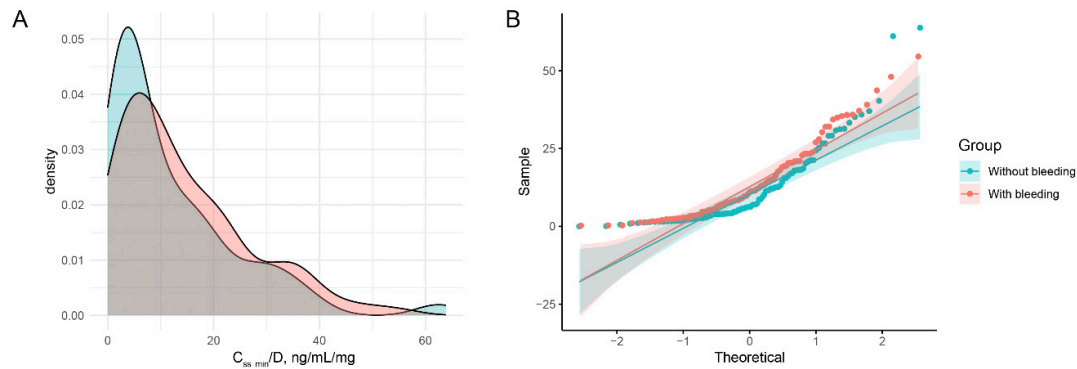 A
0.05
0.04
0.03
0.02
0.01
0.00
density
0
20
40
60
C ss min/D, ng/mL/mg
B
50
25
0
−25
Sample
−2
−1
0
1
2
Theoretical
Group
Without bleeding
With bleeding